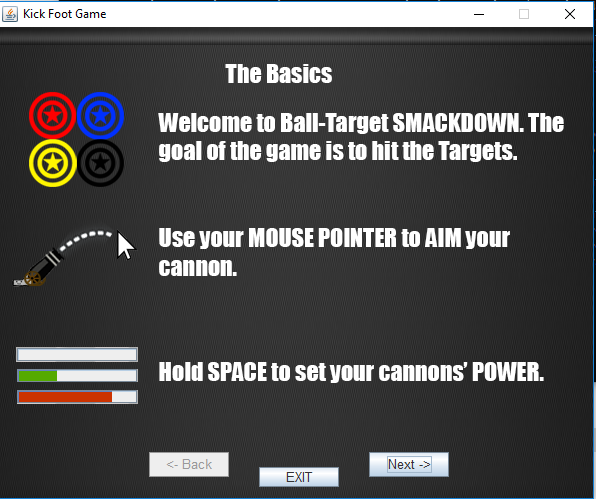 Kick Foot Game
The Basics
Welcome to Ball-Target SMACKDOWN. The
goal of the game is to hit the Targets.
Use your MOUSE POINTER to AIM your
cannon.
Hold SPACE to set your cannons’ POWER.
<- Back
EXIT
Next ->